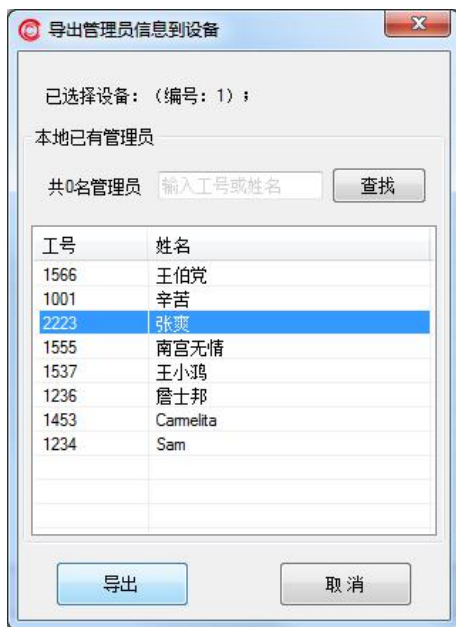 导出管理员信息到设备
已选择设备：（编号：1）；
本地已有管理员
共0名管理员 输入工号或姓名 查找
工号 姓名
1566 王伯党
1001 辛苦
2223 张爽
1555 南宫无情
1537 王小鸡
1236 詹士邦
1453 Carmelita
1234 Sam
导出 取消